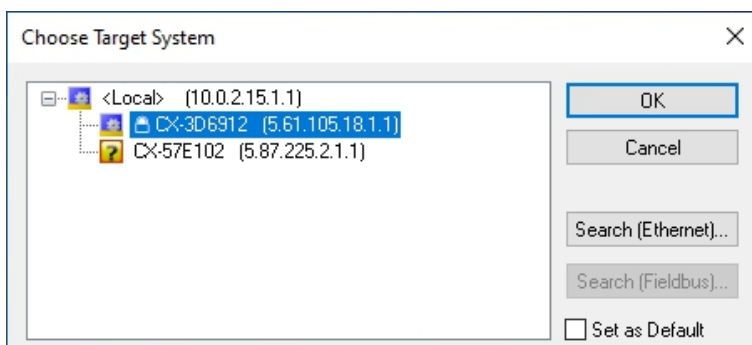 Choose Target System
<Local> (10.0.2.15.1.1)
CX-3D6912 (5.61.105.18.1.1)
CX-57E102 (5.87.225.2.1.1)
OK
Cancel
Search (Ethernet)...
Search (Fieldbus)...
Set as Default